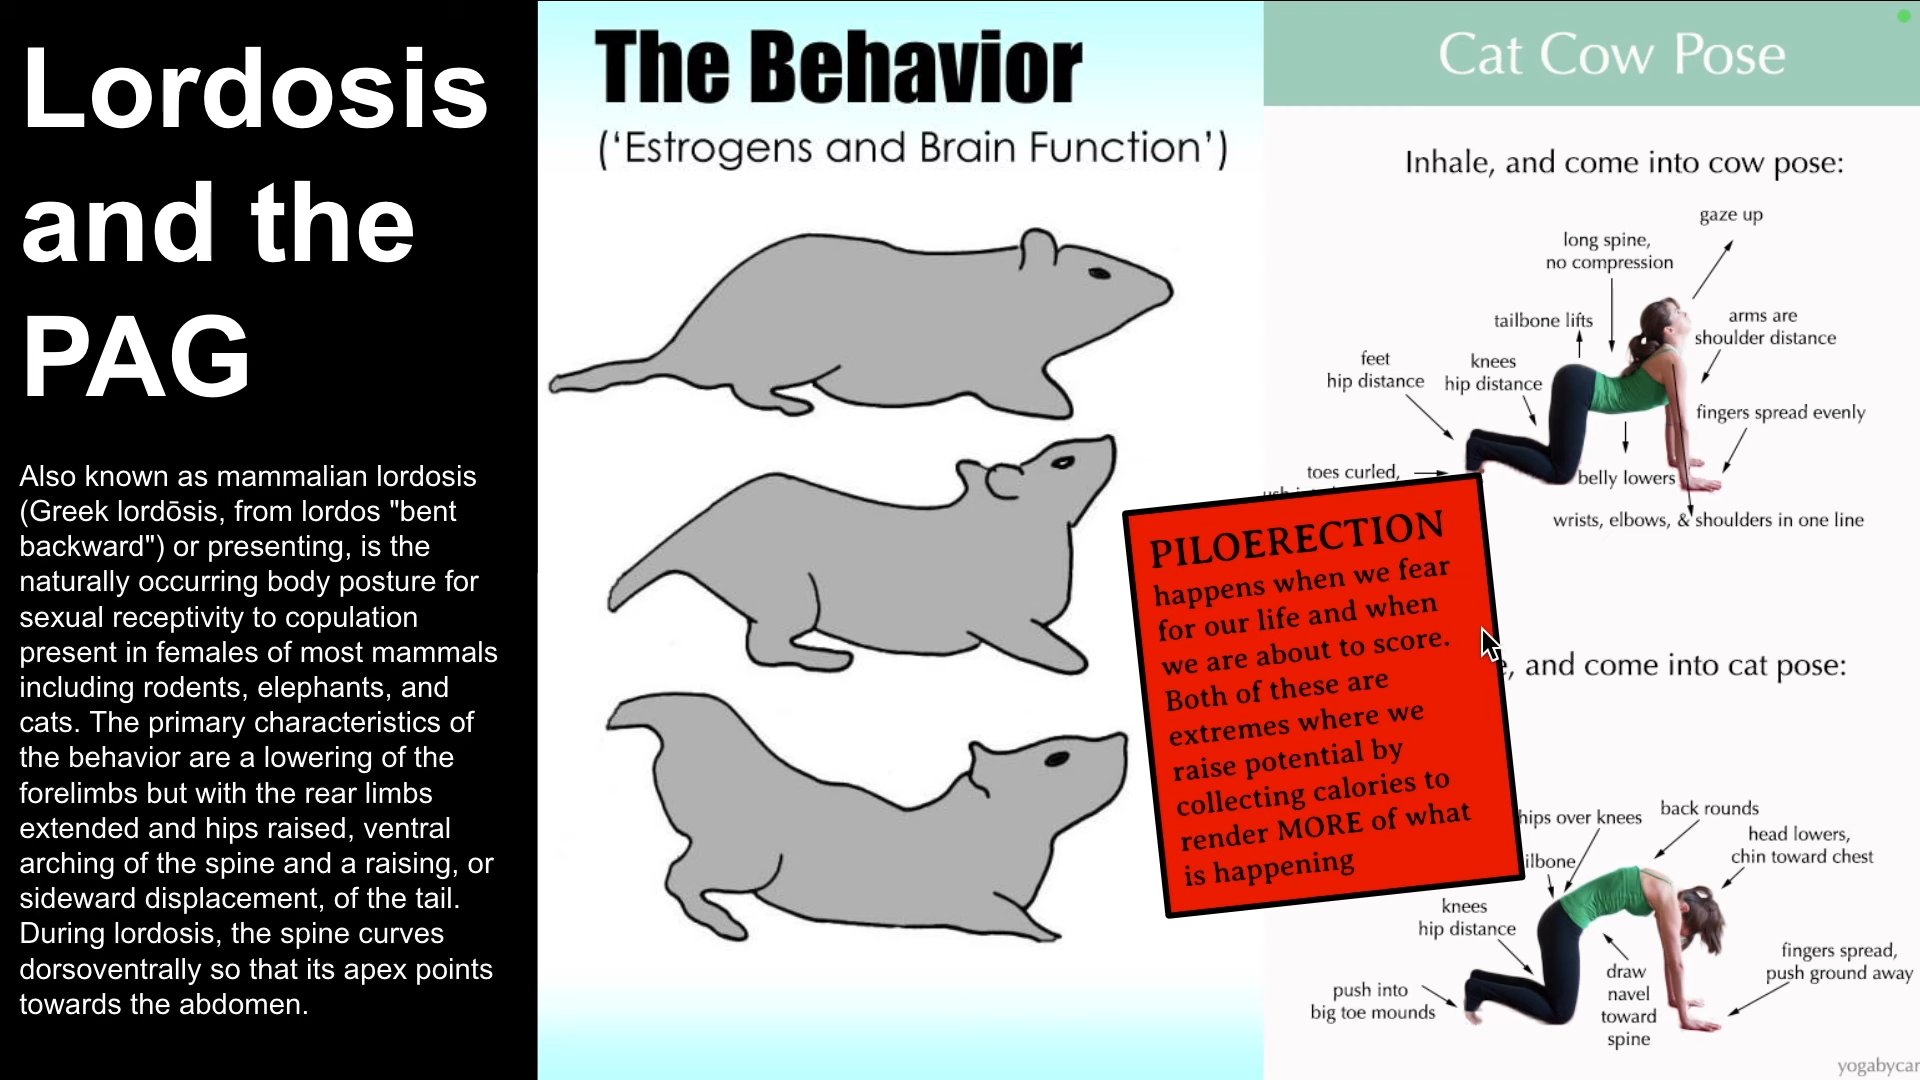 Lordosis
and the
PAG
Also known as mammalian lordosis
(Greek lordōsis, from lordos "bent
backward") or presenting, is the
naturally occurring body posture for
sexual receptivity to copulation
present in females of most mammals
including rodents, elephants, and
cats. The primary characteristics of
the behavior are a lowering of the
forelimbs but with the rear limbs
extended and hips raised, ventral
arching of the spine and a raising, or
sideward displacement, of the tail.
During lordosis, the spine curves
dorsoventrally so that its apex points
towards the abdomen.
The Behavior
('Estrogens and Brain Function')
PILOERECTION
happens when we fear
for our life and when
we are about to score.
Both of these are
extremes where we
raise potential by
collecting calories to
render MORE of what
is happening
Cat Cow Pose
Inhale, and come into cow pose:
gaze up
long spine,
no compression
tailbone lifts
arms are
shoulder distance
feet
hip distance
knees
hip distance
fingers spread evenly
toes curled,
belly lowers
wrists, elbows, & shoulders in one line
, and come into cat pose:
hips over knees
back rounds
head lowers,
chin toward chest
knees
hip distance
fingers spread,
push ground away
draw
navel
toward
spine
push into
big toe mounds